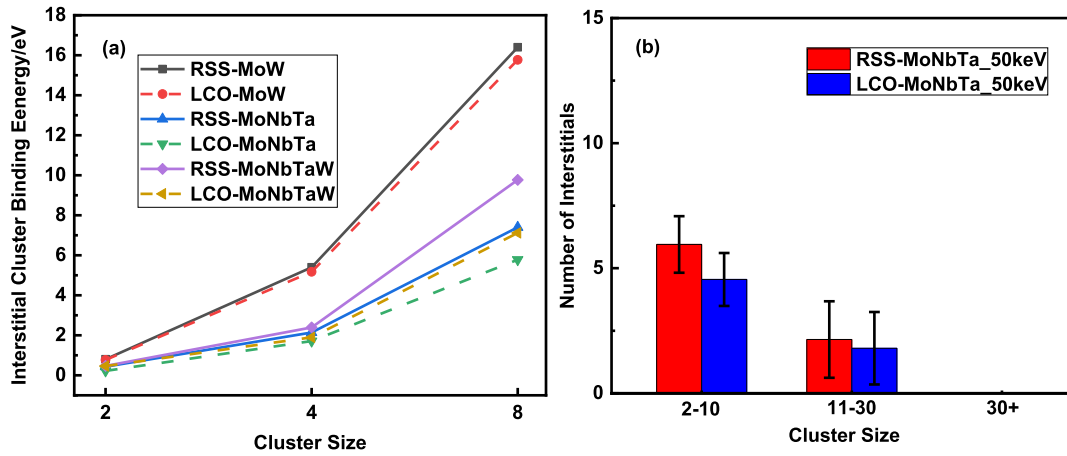 (a)
RSS-MoW
LCO-MoW
RSS-MoNbTa
LCO-MoNbTa
RSS-MoNbTaW
LCO-MoNbTaW
Interstitial Cluster Binding Eenergy/eV
18
16
14
12
10
8
6
4
2
0
2 4 8
Cluster Size
(b)
RSS-MoNbTa_50keV
LCO-MoNbTa_50keV
Number of Interstitials
15
10
5
0
2-10 11-30 30+
Cluster Size